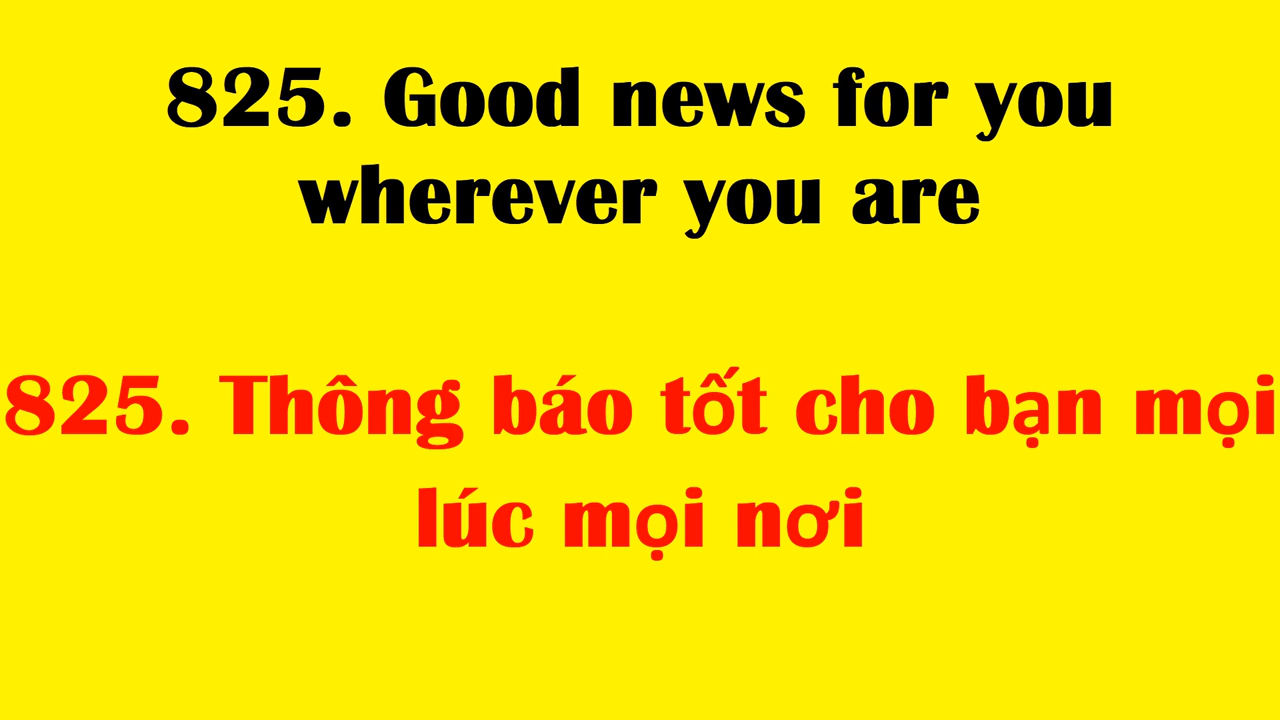 825. Good news for you
wherever you are
825. Thông báo tốt cho bạn mọi
lúc mọi nơi